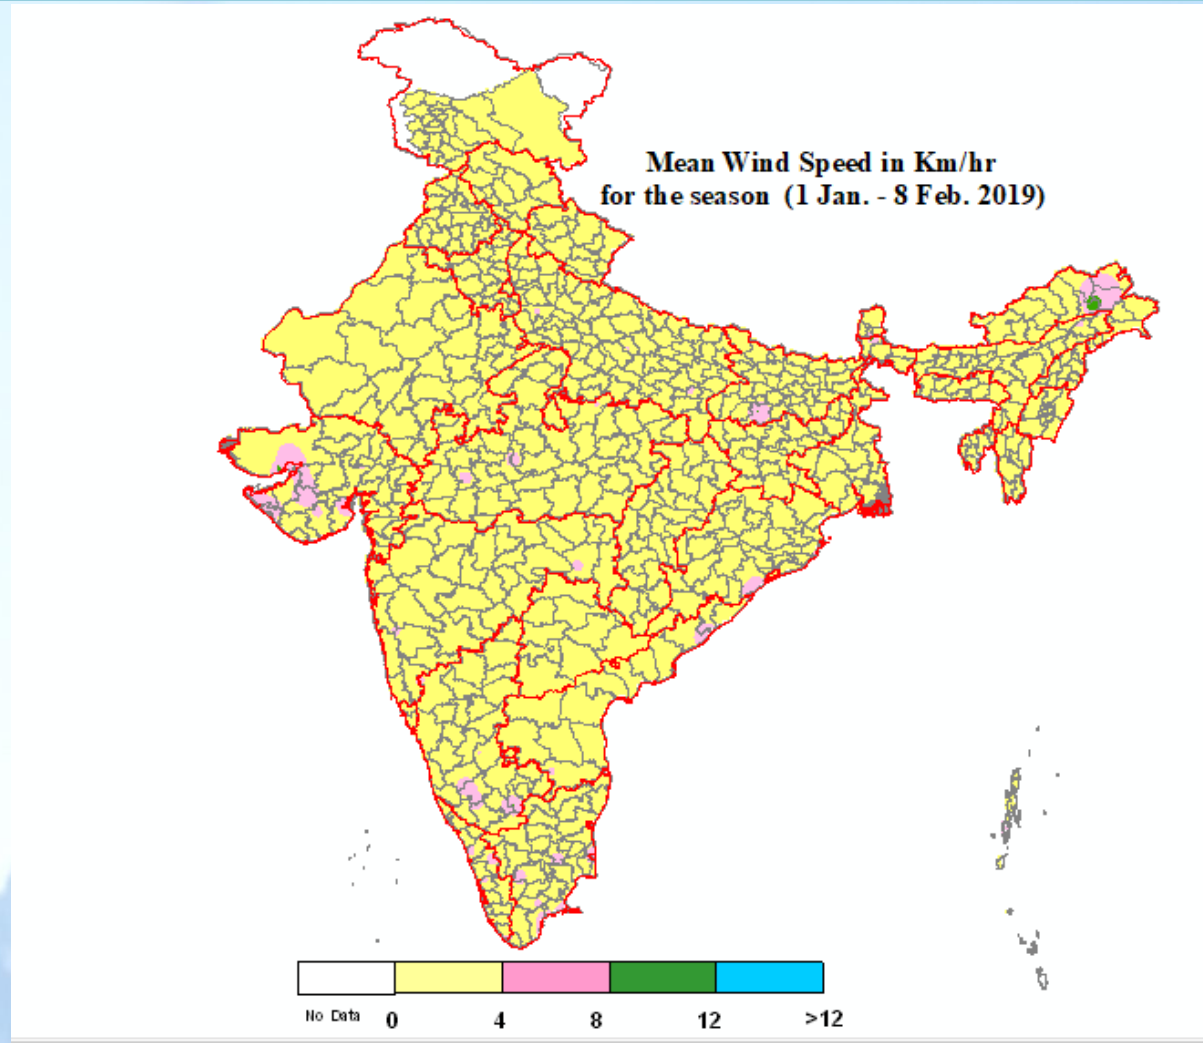 Mean Wind Speed in Km/hr
for the season (1 Jan. - 8 Feb. 2019)
No Data 0 4 8 12 >12